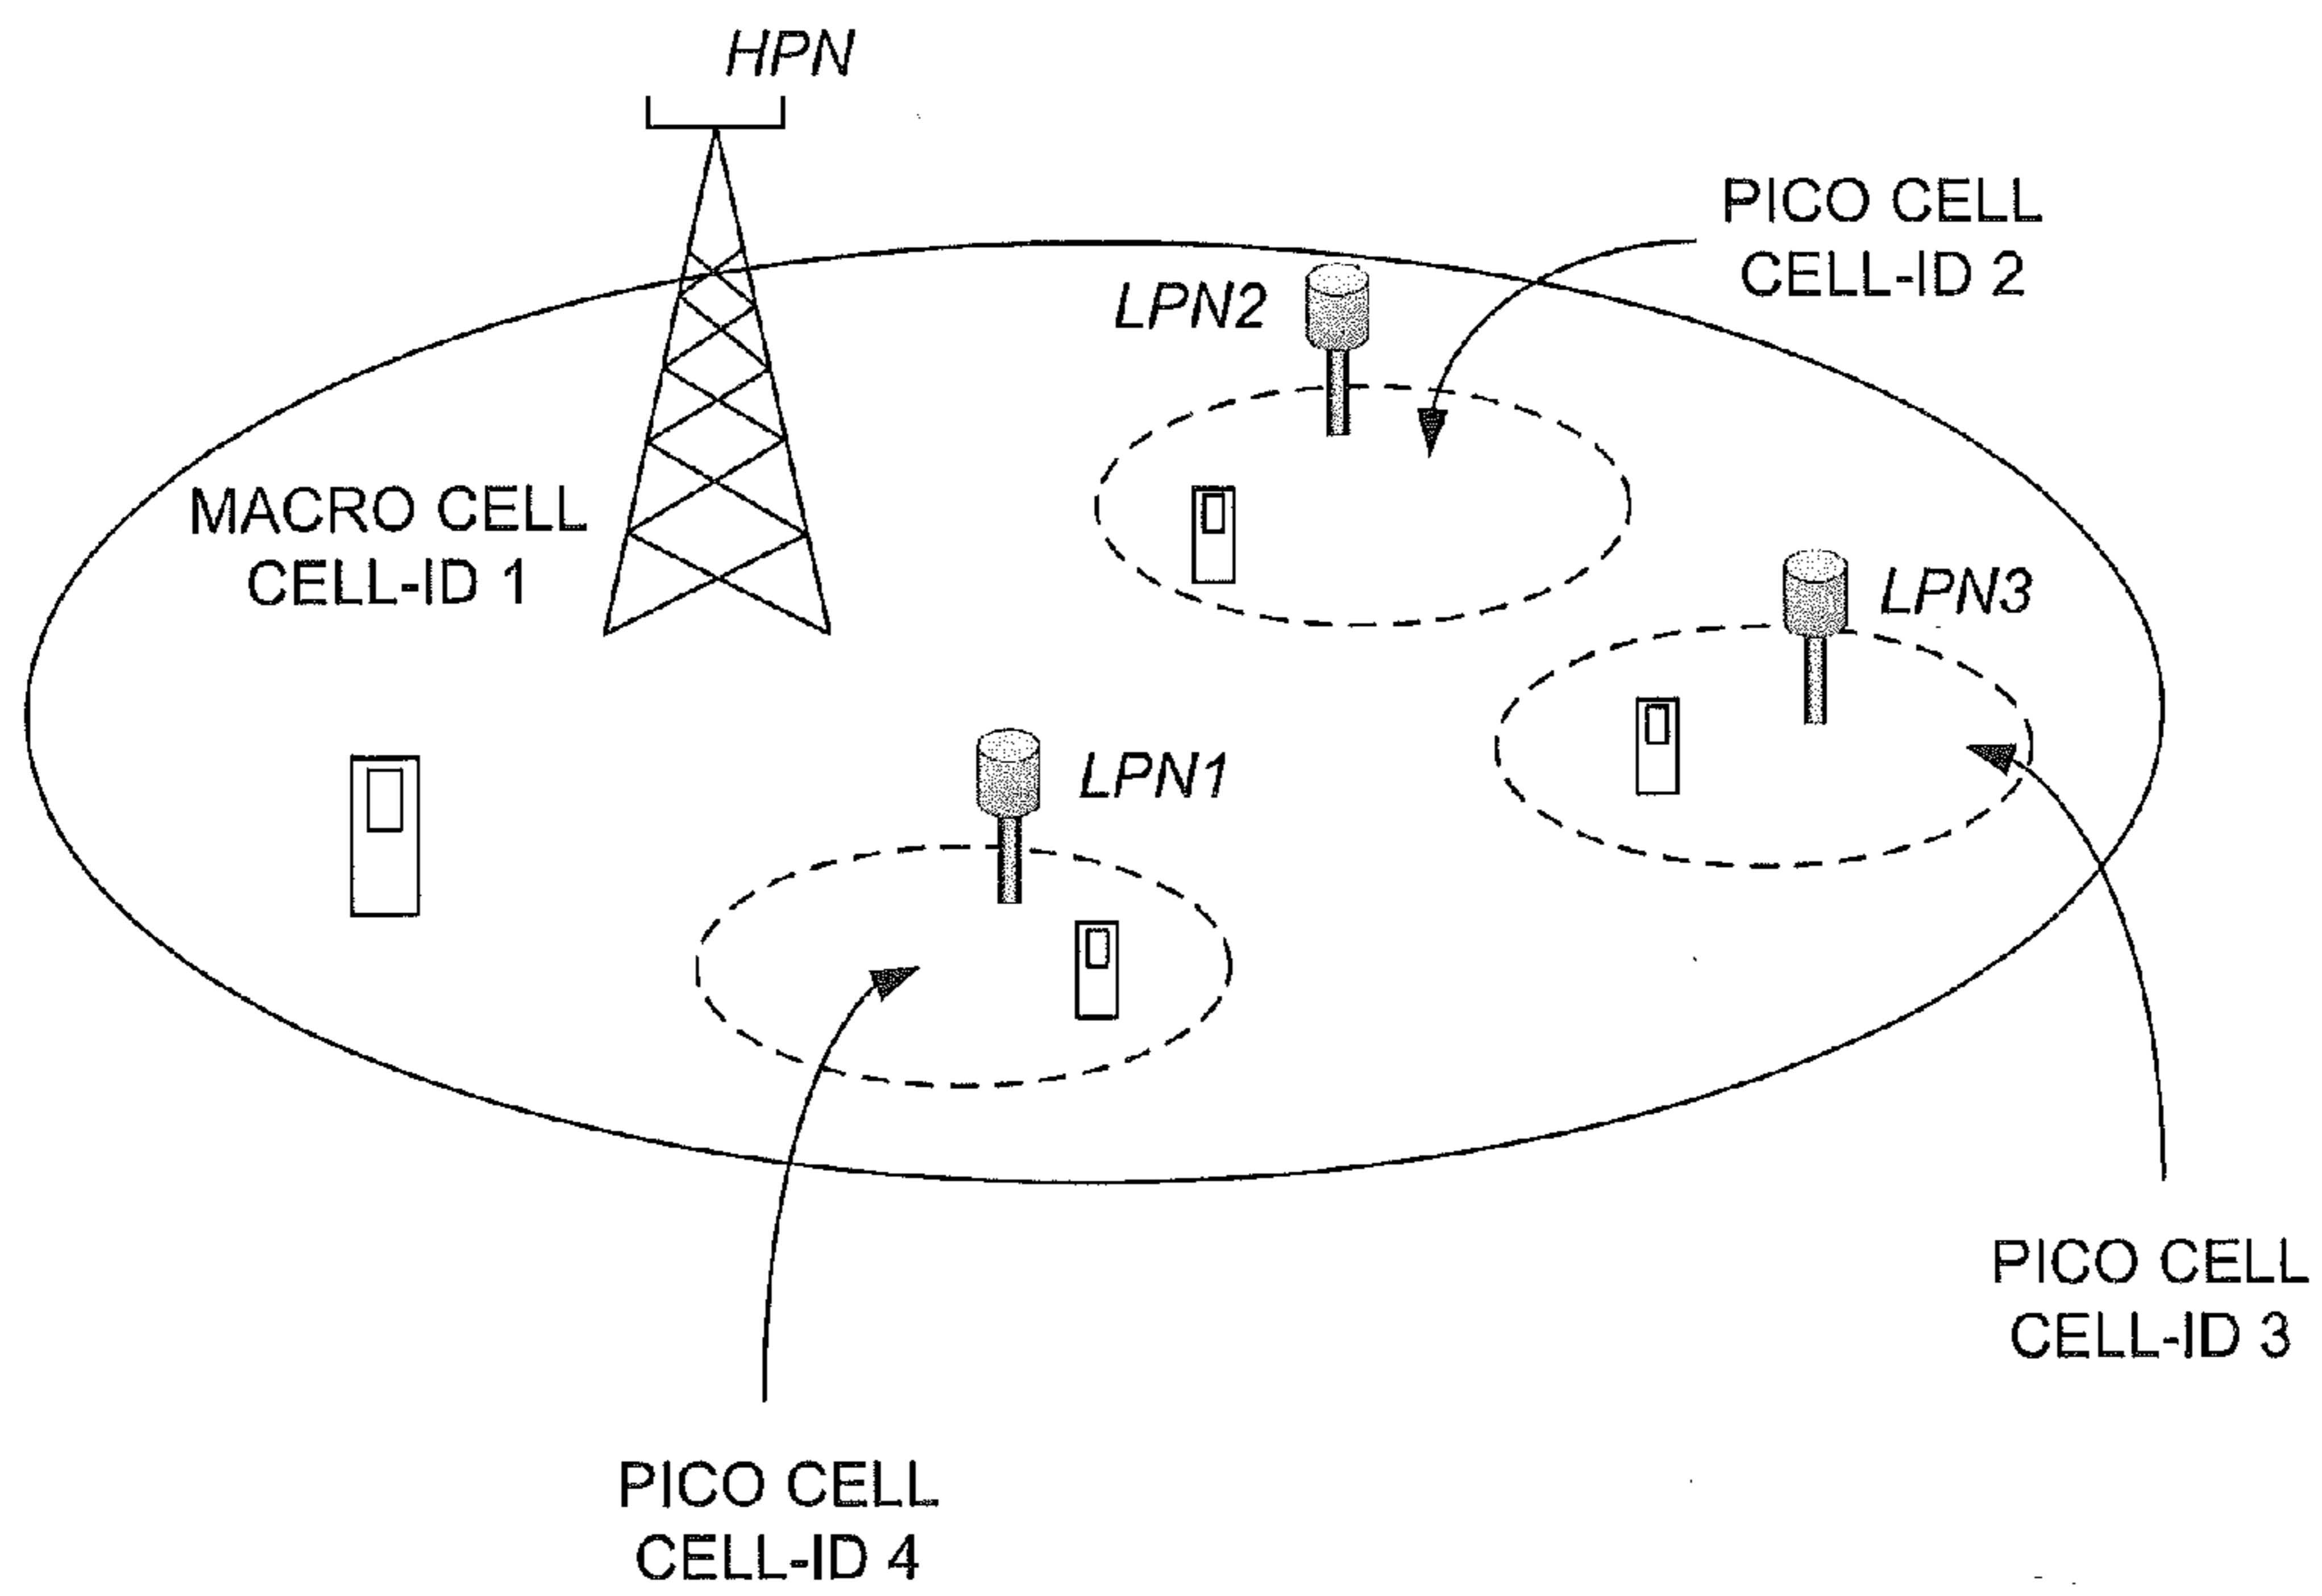 HPN
PICO CELL
CELL-ID 2
LPN2
MACRO CELL
CELL-ID 1
LPN3
LPN1
PICO CELL
CELL-ID 3
PICO CELL
CELL-ID 4